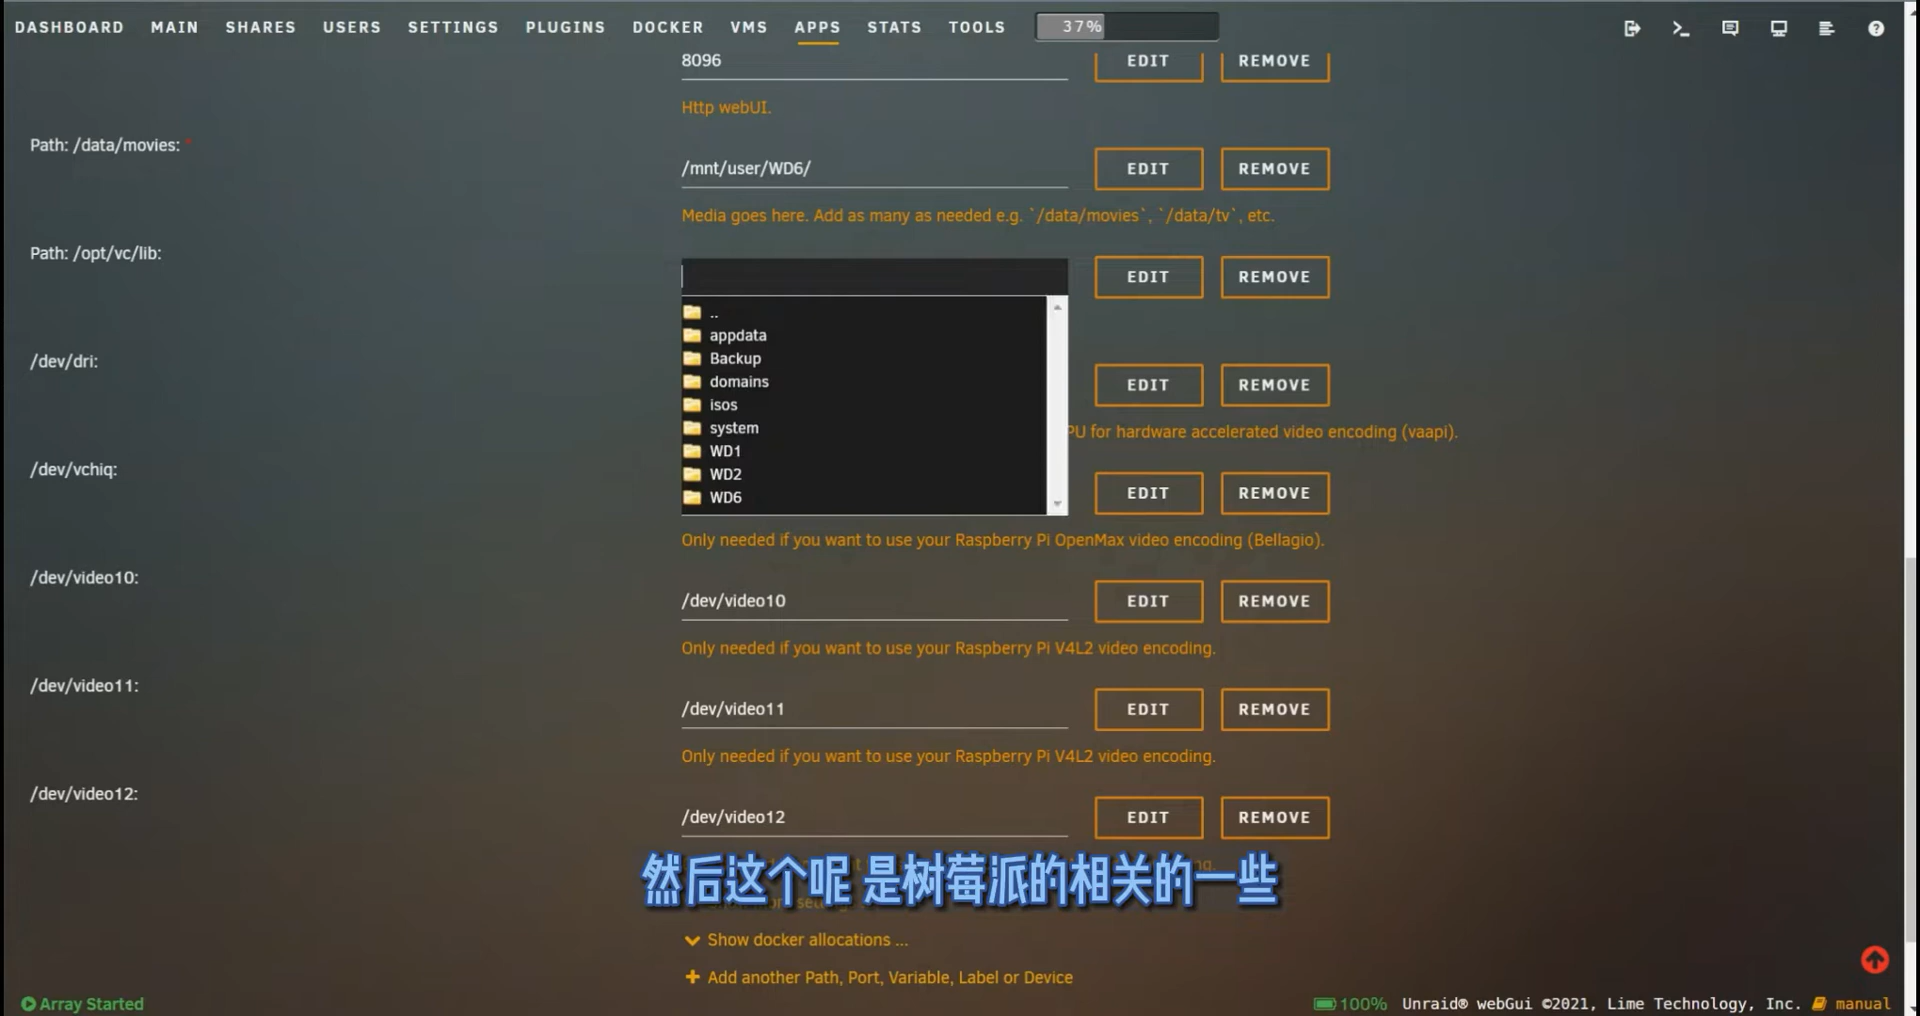 DASHBOARD MAIN SHARES USERS SETTINGS PLUGINS DOCKER VMS APPS STATS TOOLS 37%
8096 EDIT REMOVE
Http webUI.
Path: /data/movies: *
/mnt/user/WD6/ EDIT REMOVE
Media goes here. Add as many as needed e.g. `/data/movies`, `/data/tv`, etc.
Path: /opt/vc/lib:
EDIT REMOVE
..
appdata
Backup
domains
isos
system
WD1
WD2
WD6
/dev/dri:
EDIT REMOVE
PU for hardware accelerated video encoding (vaapi).
/dev/vchiq:
EDIT REMOVE
Only needed if you want to use your Raspberry Pi OpenMax video encoding (Bellagio).
/dev/video10:
/dev/video10 EDIT REMOVE
Only needed if you want to use your Raspberry Pi V4L2 video encoding.
/dev/video11:
/dev/video11 EDIT REMOVE
Only needed if you want to use your Raspberry Pi V4L2 video encoding.
/dev/video12:
/dev/video12 EDIT REMOVE
然后这个呢 是树莓派的相关的一些
Show docker allocations ...
Add another Path, Port, Variable, Label or Device
Array Started 100% Unraid® webGui ©2021, Lime Technology, Inc. manual